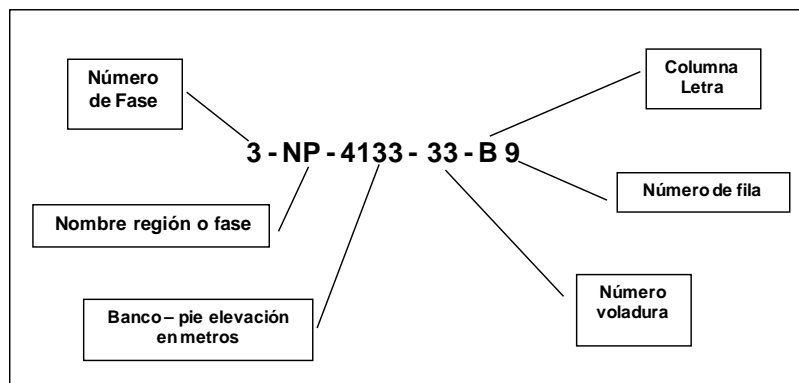 Número
de Fase
Columna
Letra
3 - NP - 4133 - 33 - B 9
Número de fila
Nombre región o fase
Banco – pie elevación
en metros
Número
voladura